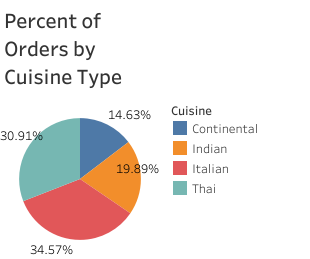 Percent of
Orders by
Cuisine Type
14.63%
Cuisine
Continental
Indian
Italian
Thai
30.91%
19.89%
34.57%